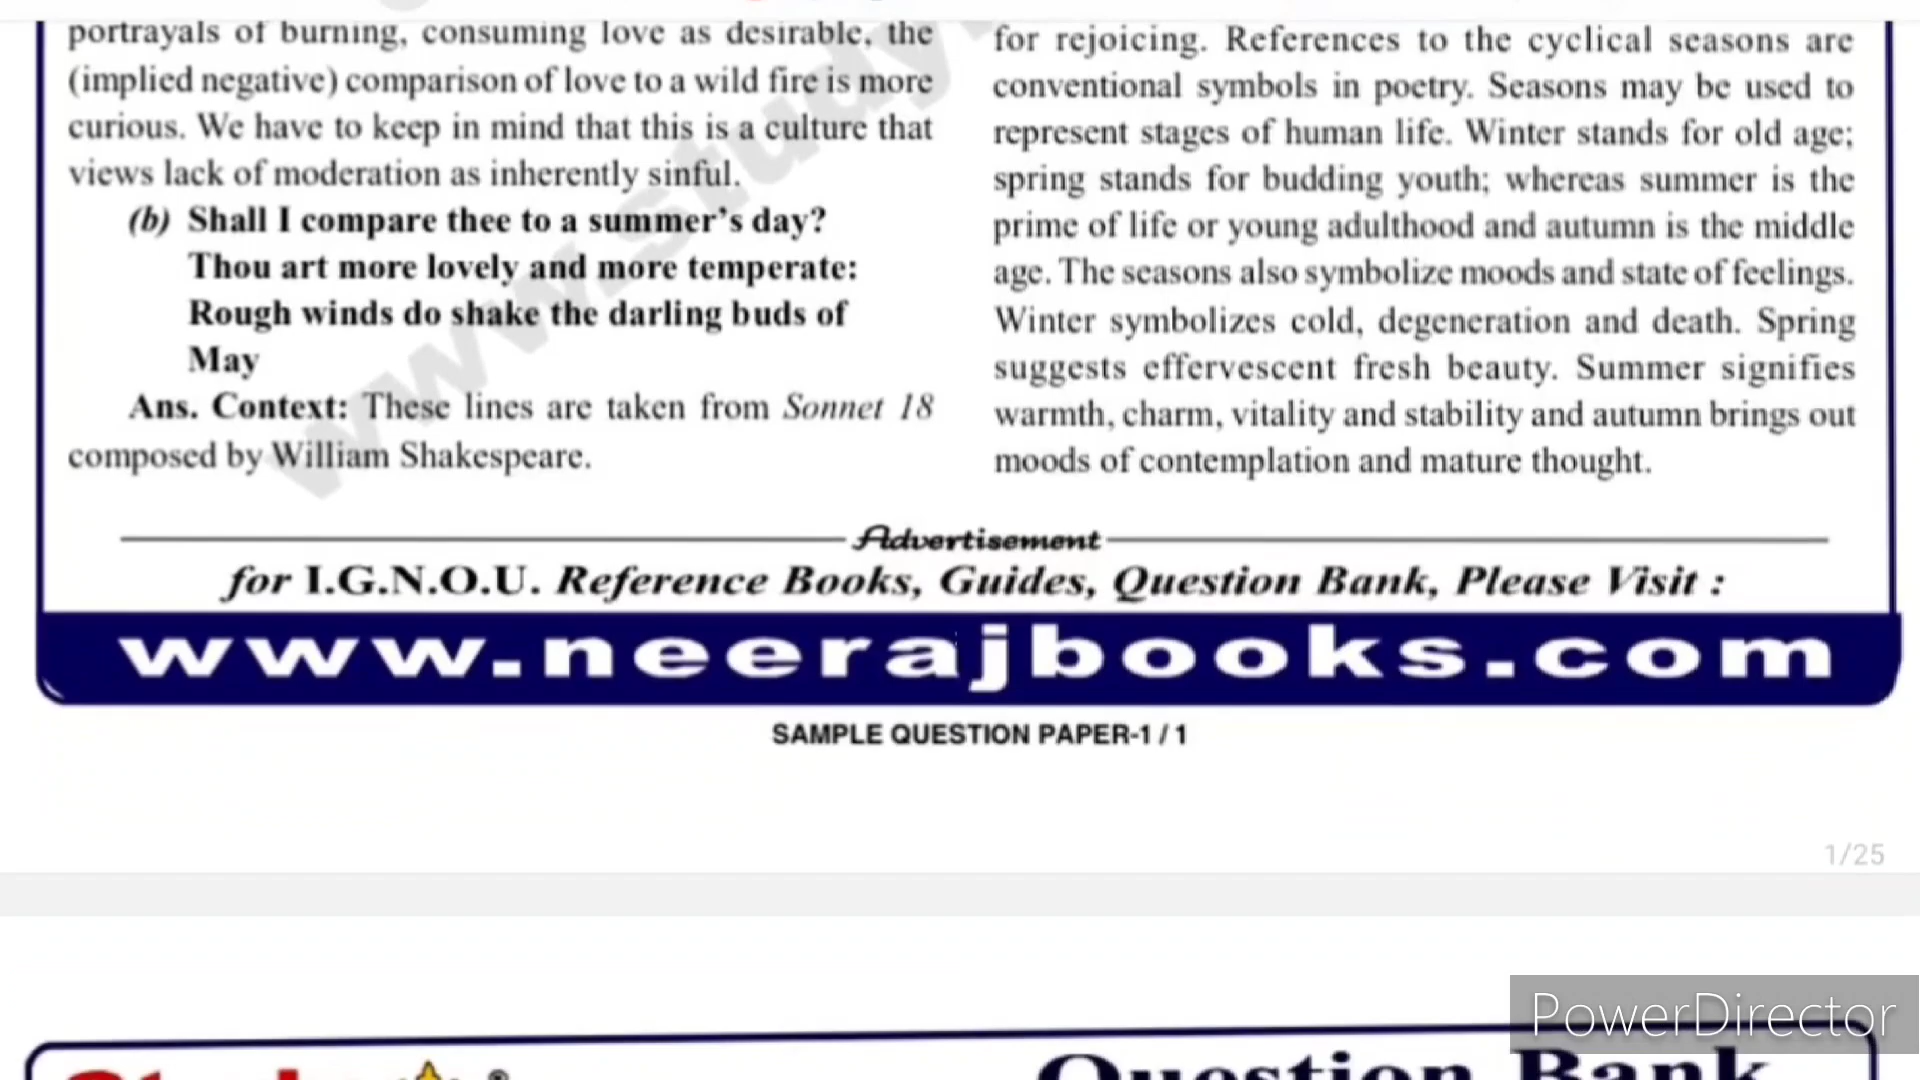 portrayals of burning, consuming love as desirable, the
(implied negative) comparison of love to a wild fire is more
curious. We have to keep in mind that this is a culture that
views lack of moderation as inherently sinful.
(b) Shall I compare thee to a summer's day?
Thou art more lovely and more temperate:
Rough winds do shake the darling buds of
May
Ans. Context: These lines are taken from Sonnet 18
composed by William Shakespeare.
for rejoicing. References to the cyclical seasons are
conventional symbols in poetry. Seasons may be used to
represent stages of human life. Winter stands for old age;
spring stands for budding youth; whereas summer is the
prime of life or young adulthood and autumn is the middle
age. The seasons also symbolize moods and state of feelings.
Winter symbolizes cold, degeneration and death. Spring
suggests effervescent fresh beauty. Summer signifies
warmth, charm, vitality and stability and autumn brings out
moods of contemplation and mature thought.
www.study
Advertisement
for I.G.N.O.U. Reference Books, Guides, Question Bank, Please Visit :
www.neerajbooks.com
SAMPLE QUESTION PAPER-1 / 1
1/25
PowerDirector
Question Bank